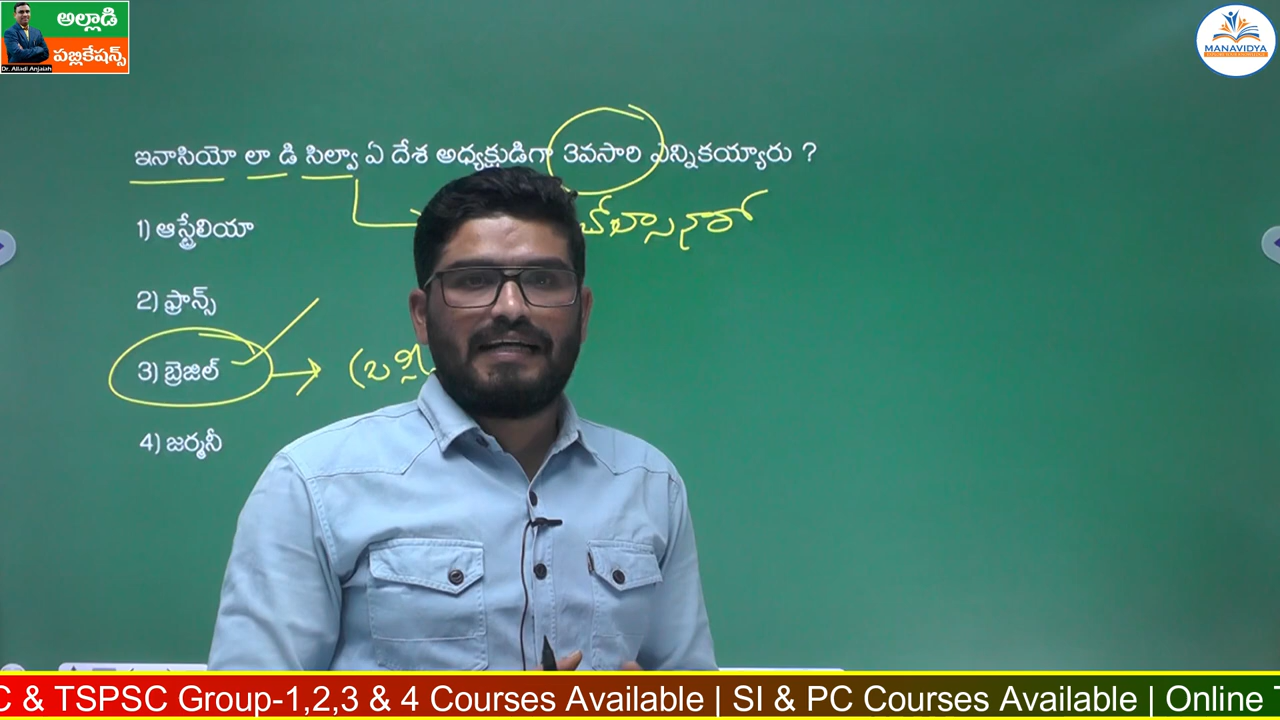 అల్లాడి
పబ్లికేషన్స్
Dr. Alladi Anjaiah
MANAVIDYA
ఇనాసియో లా డి సిల్వా ఏ దేశ అధ్యక్షుడిగా 3వసారి ఎన్నికయ్యారు ?
బోల్సోనారో
1) ఆస్ట్రేలియా
2) ఫ్రాన్స్
3) బ్రెజిల్
4) జర్మనీ
C & TSPSC Group-1,2,3 & 4 Courses Available | SI & PC Courses Available | Online